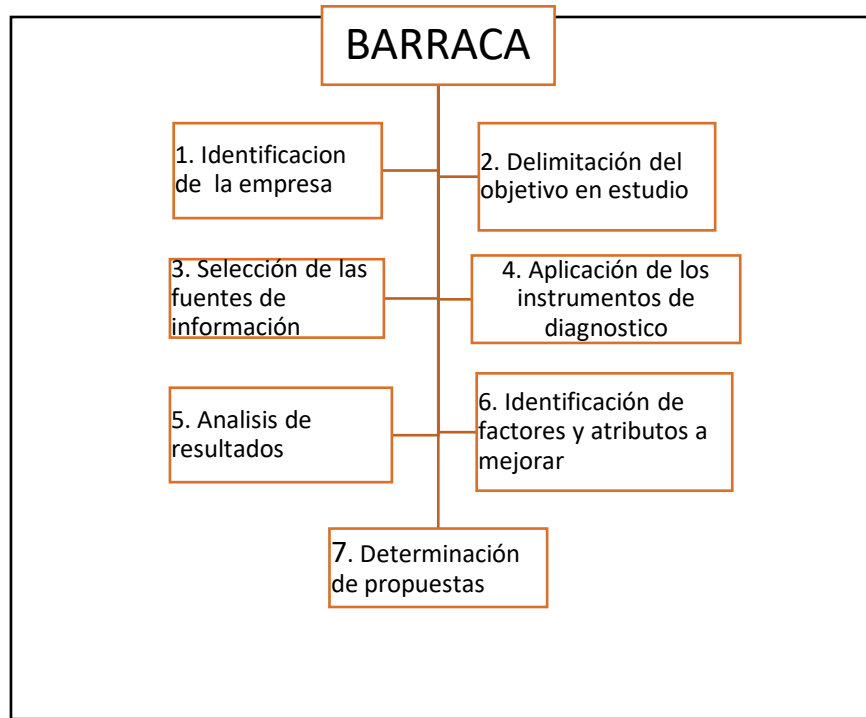 BARRACA
1. Identificacion
de la empresa
2. Delimitación del
objetivo en estudio
3. Selección de las
fuentes de
información
4. Aplicación de los
instrumentos de
diagnostico
5. Analisis de
resultados
6. Identificación de
factores y atributos a
mejorar
7. Determinación
de propuestas